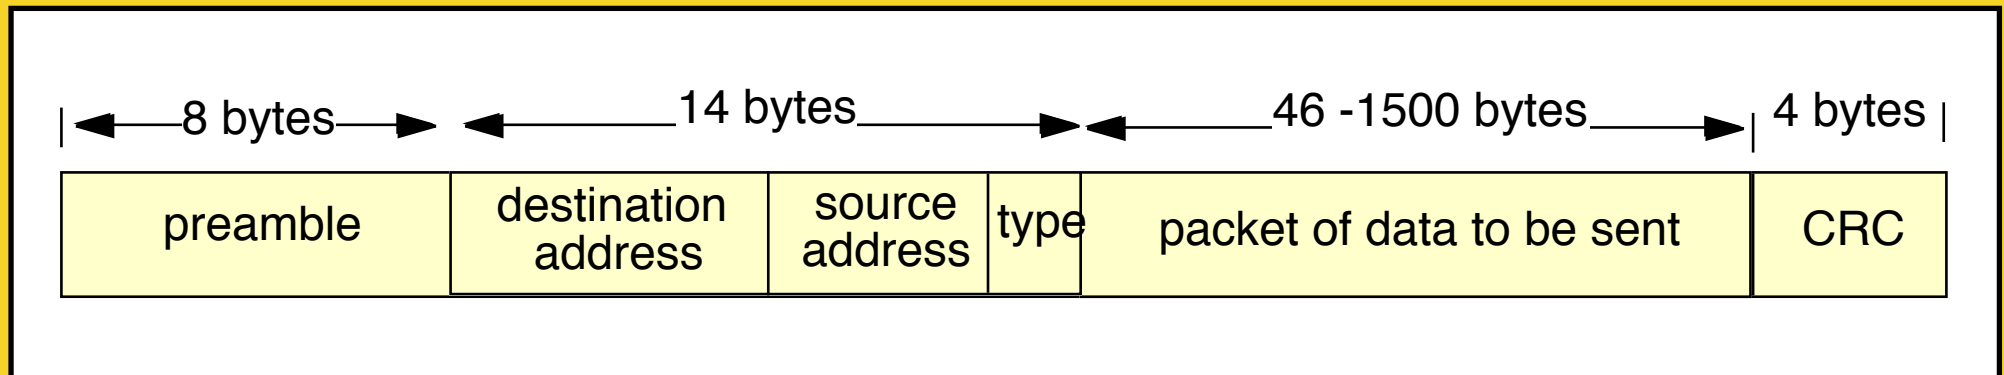 8 bytes
14 bytes
46 -1500 bytes
4 bytes
preamble
destination
address
source
address
type
packet of data to be sent
CRC